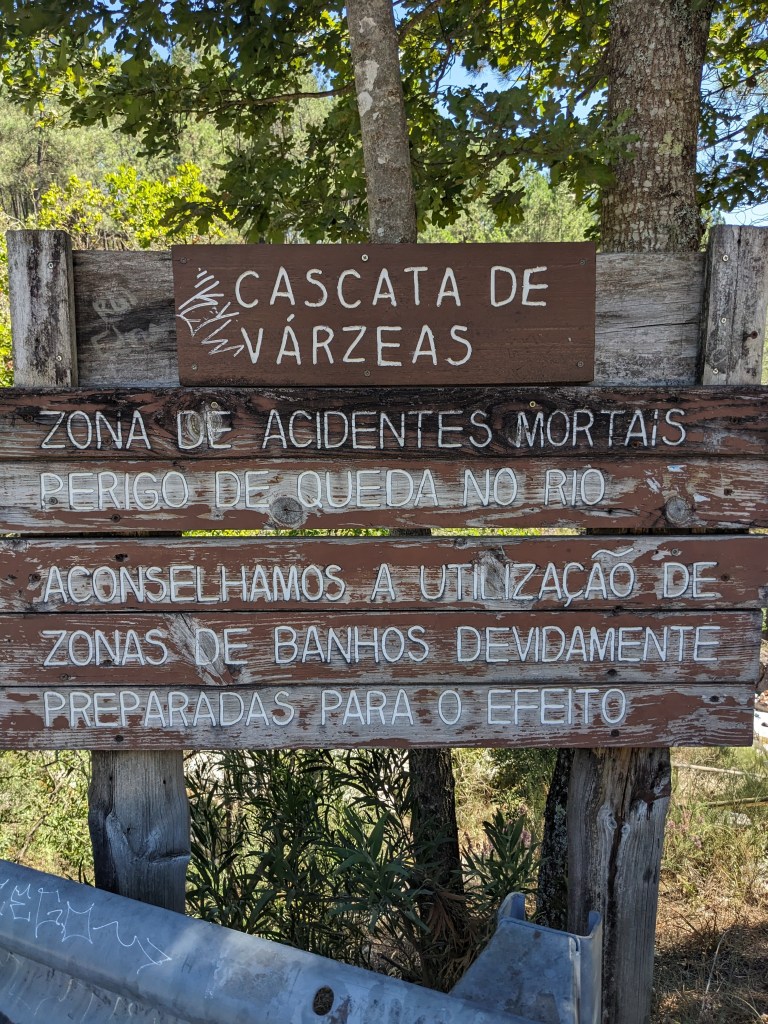 CASCATA DE
VÁRZEAS
ZONA DE ACIDENTES MORTAIS
PERIGO DE QUEDA NO RIO
ACONSELHAMOS A UTILIZAÇÃO DE
ZONAS DE BANHOS DEVIDAMENTE
PREPARADAS PARA O EFEITO